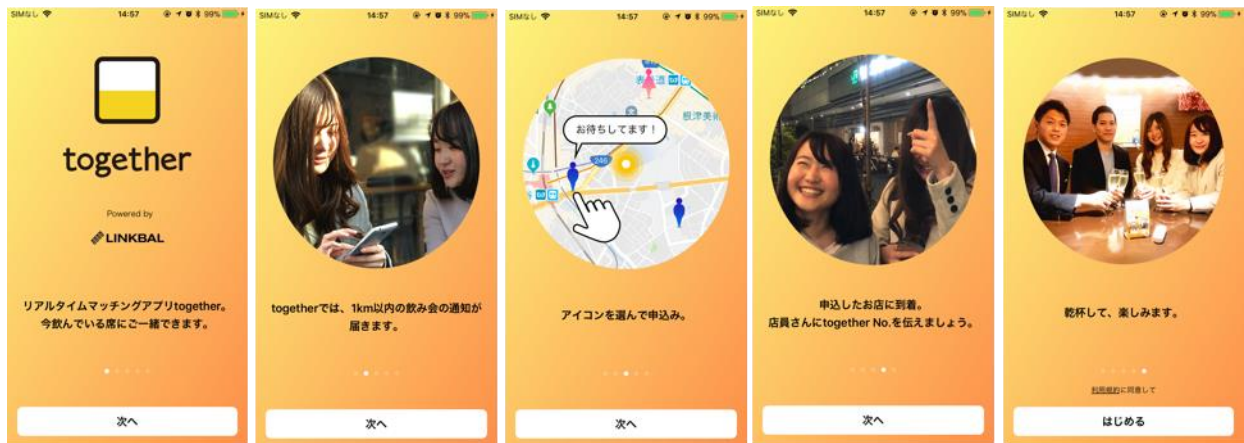 SIMなし 14:57 99%
together
Powered by
LINKBAL
リアルタイムマッチングアプリtogether。
今飲んでいる席にご一緒できます。
次へ
SIMなし 14:57 99%
togetherでは、1km以内の飲み会の通知が
届きます。
次へ
SIMなし 14:57 99%
表参道
根津美術
お待ちしてます！
246
アイコンを選んで申込み。
次へ
SIMなし 14:57 99%
申込したお店に到着。
店員さんにtogether No.を伝えましょう。
次へ
SIMなし 14:57 99%
乾杯して、楽しみます。
利用規約に同意して
はじめる